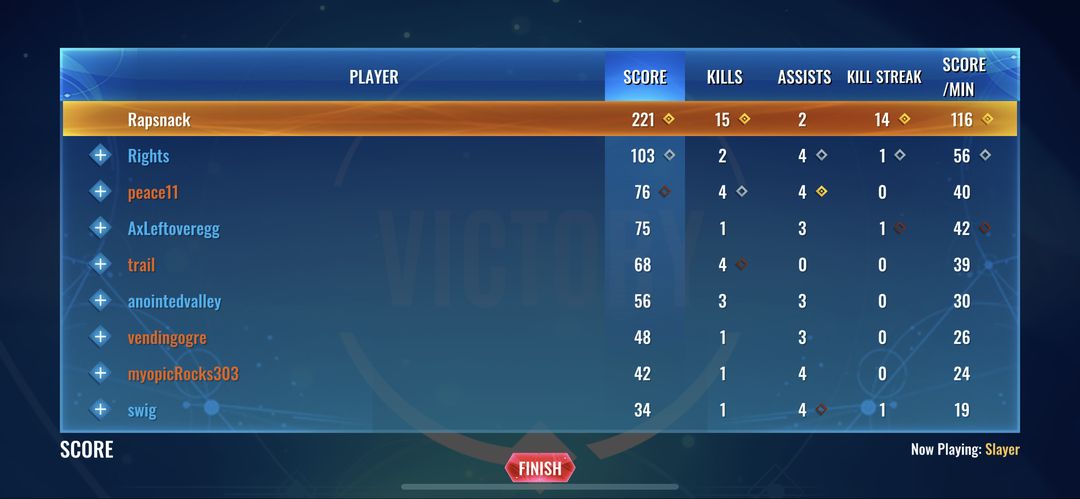 PLAYER SCORE KILLS ASSISTS KILL STREAK SCORE /MIN
Rapsnack 221 15 2 14 116
Rights 103 2 4 1 56
peace11 76 4 4 0 40
AxLeftoveregg 75 1 3 1 42
trail 68 4 0 0 39
anointedvalley 56 3 3 0 30
vendingogre 48 1 3 0 26
myopicRocks303 42 1 4 0 24
swig 34 1 4 1 19
VICTORY
SCORE
Now Playing: Slayer
FINISH